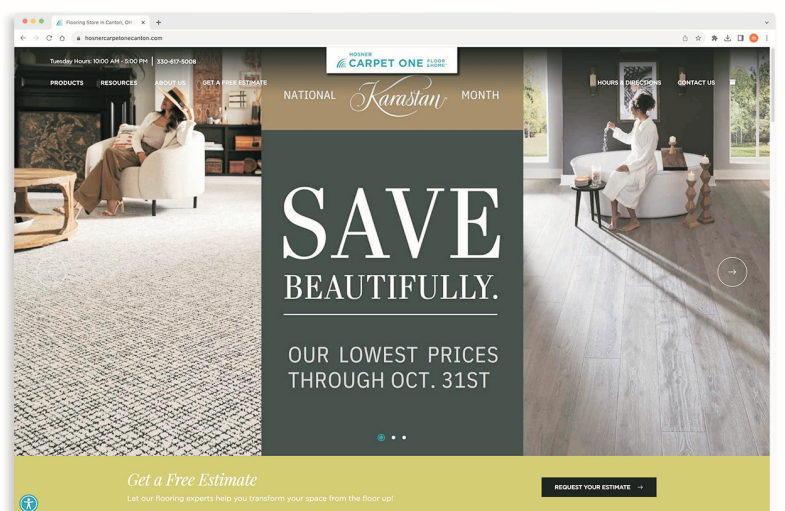 Flooring Store in Canton, OH
hosnercarpetonecanton.com
Tuesday Hours: 10:00 AM - 5:00 PM | 330-617-5008
HOSNER
CARPET ONE FLOOR & HOME
PRODUCTS RESOURCES ABOUT US GET A FREE ESTIMATE
HOURS & DIRECTIONS CONTACT US
NATIONAL Karastan MONTH
SAVE
BEAUTIFULLY.
OUR LOWEST PRICES
THROUGH OCT. 31ST
Get a Free Estimate
Let our flooring experts help you transform your space from the floor up!
REQUEST YOUR ESTIMATE →